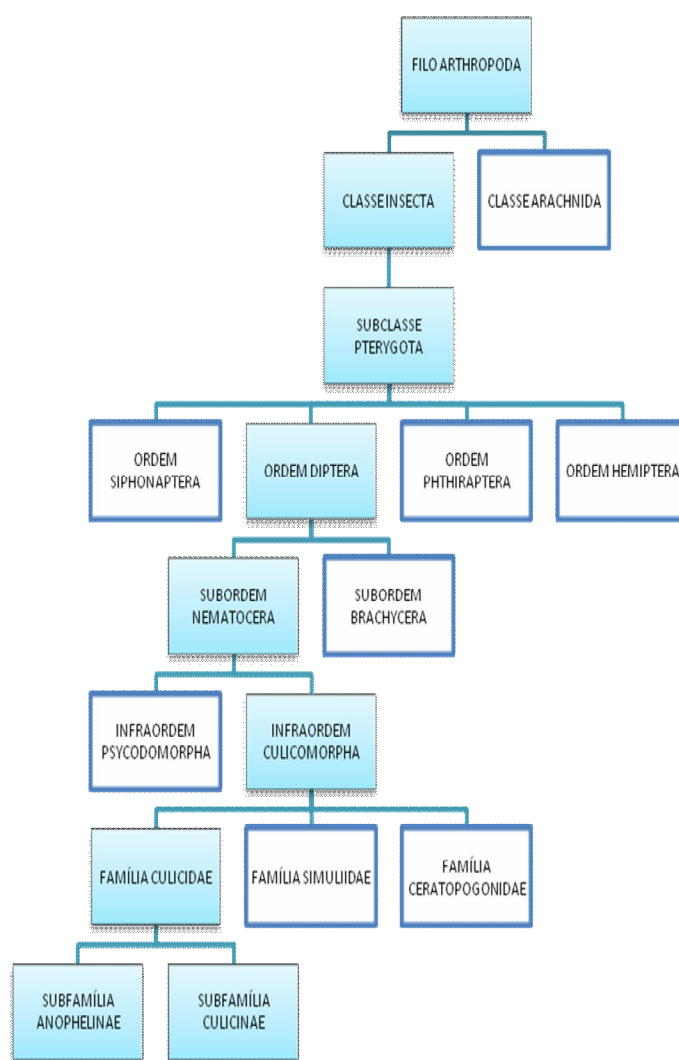 FILO ARTHROPODA
CLASSE INSECTA
CLASSE ARACHNIDA
SUBCLASSE
PTERYGOTA
ORDEM
SIPHONAPTERA
ORDEM DIPTERA
ORDEM
PHTHIRAPTERA
ORDEM HEMIPTERA
SUBORDEM
NEMATOCERA
SUBORDEM
BRACHYCERA
INFRAORDEM
PSYCODOMORPHA
INFRAORDEM
CULICOMORPHA
FAMÍLIA CULICIDAE
FAMÍLIA SIMULIIDAE
FAMÍLIA
CERATOPOGONIDAE
SUBFAMÍLIA
ANOPHELINAE
SUBFAMÍLIA
CULICINAE